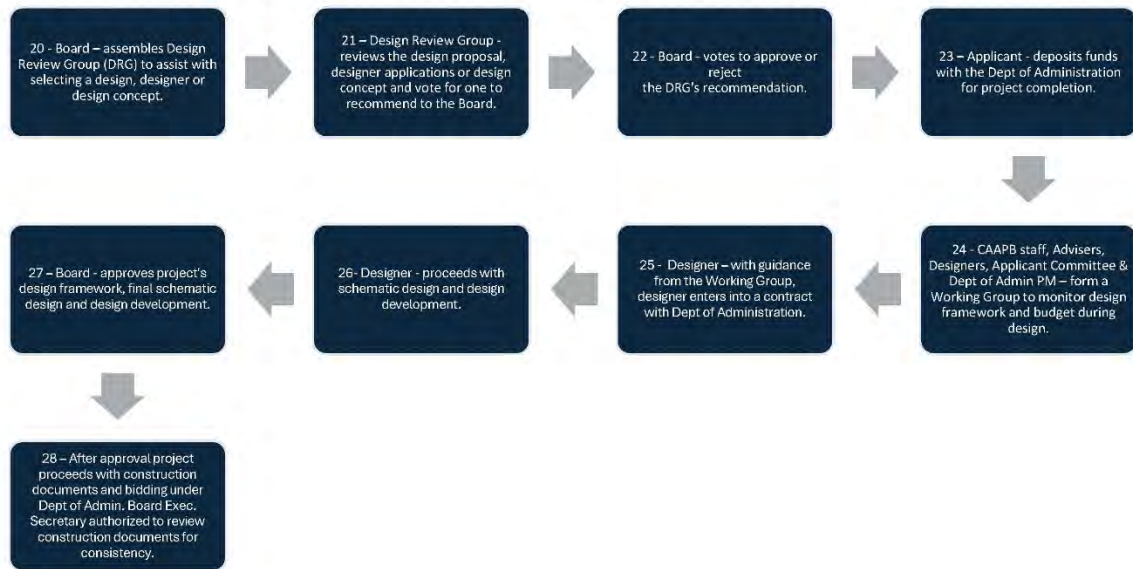 20 - Board – assembles Design
Review Group (DRG) to assist with
selecting a design, designer or
design concept.
21 – Design Review Group -
reviews the design proposal,
designer applications or design
concept and vote for one to
recommend to the Board.
22 - Board - votes to approve or
reject
the DRG's recommendation.
23 – Applicant - deposits funds
with the Dept of Administration
for project completion.
24 - CAAPB staff, Advisers,
Designers, Applicant Committee &
Dept of Admin PM – form a
Working Group to monitor design
framework and budget during
design.
25 - Designer – with guidance
from the Working Group,
designer enters into a contract
with Dept of Administration.
26- Designer - proceeds with
schematic design and design
development.
27 – Board - approves project's
design framework, final schematic
design and design development.
28 – After approval project
proceeds with construction
documents and bidding under
Dept of Admin. Board Exec.
Secretary authorized to review
construction documents for
consistency.